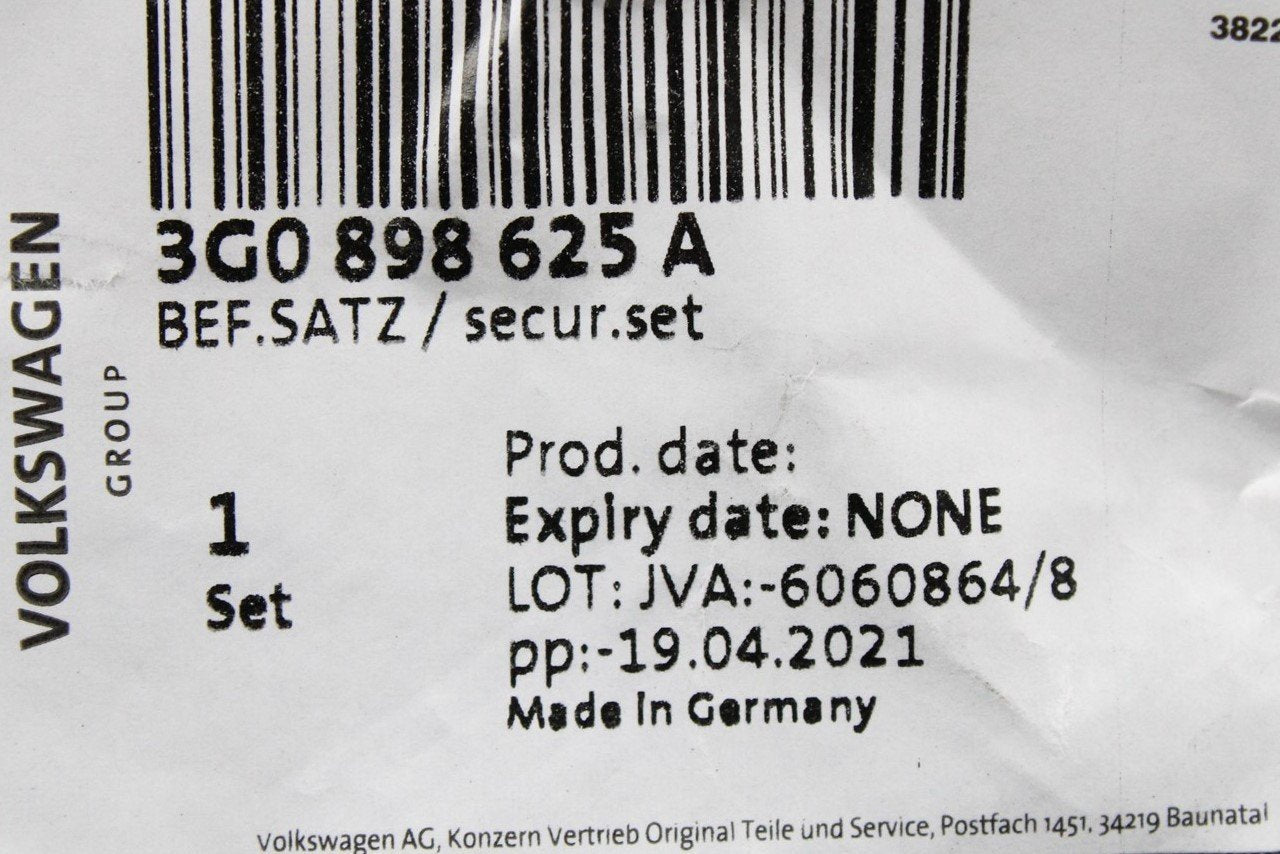 3822
3G0 898 625 A
BEF.SATZ / secur.set
VOLKSWAGEN
GROUP
1
Set
Prod. date:
Expiry date: NONE
LOT: JVA:-6060864/8
pp:-19.04.2021
Made in Germany
Volkswagen AG, Konzern Vertrieb Original Teile und Service, Postfach 1451, 34219 Baunatal